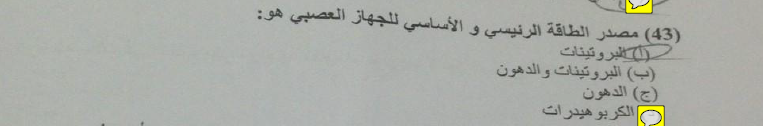 (43) مصدر الطاقة الرئيسي و الأساسي للجهاز العصبي هو:
(أ) البروتينات
(ب) البروتينات والدهون
(ج) الدهون
الكربوهيدرات